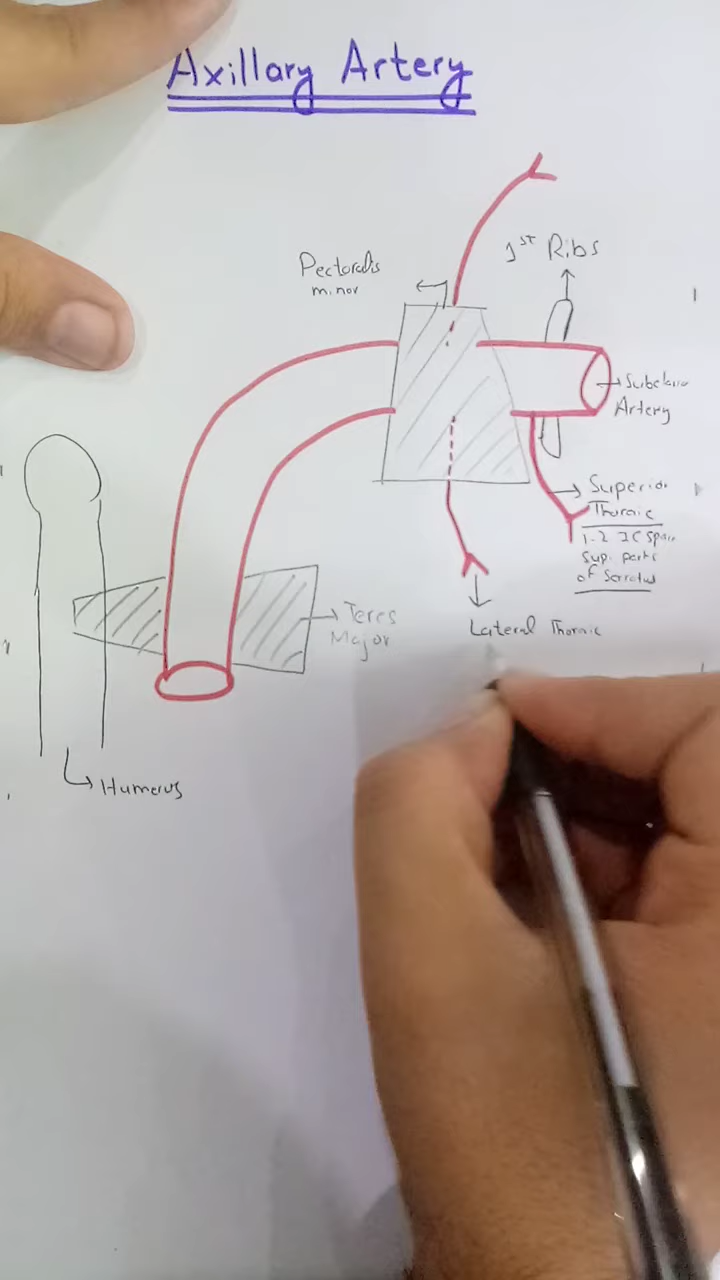 Axillary Artery
1ST Ribs
Pectoralis
minor
Subclavian
Artery
Superior
Thoracic
1-2 IC Space
Sup. parts
of Serratus
Teres
Major
Lateral Thoracic
Humerus